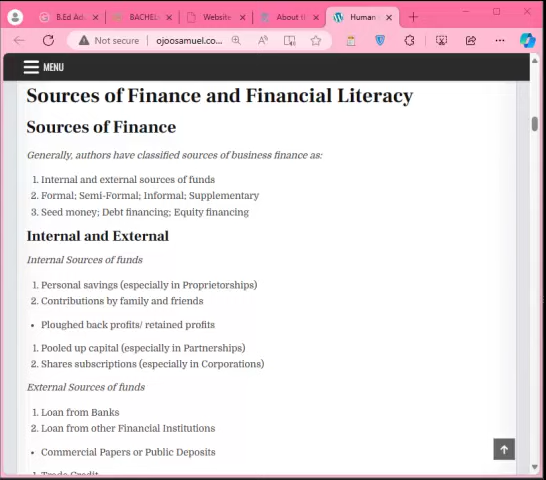 B.Ed Ad
BACHEL
Website
About t
Human
Not secure
ojoosamuel.co...
MENU
Sources of Finance and Financial Literacy
Sources of Finance
Generally, authors have classified sources of business finance as:
1. Internal and external sources of funds
2. Formal; Semi-Formal; Informal; Supplementary
3. Seed money; Debt financing; Equity financing
Internal and External
Internal Sources of funds
1. Personal savings (especially in Proprietorships)
2. Contributions by family and friends
• Ploughed back profits/ retained profits
1. Pooled up capital (especially in Partnerships)
2. Shares subscriptions (especially in Corporations)
External Sources of funds
1. Loan from Banks
2. Loan from other Financial Institutions
• Commercial Papers or Public Deposits
1. Trade Credit